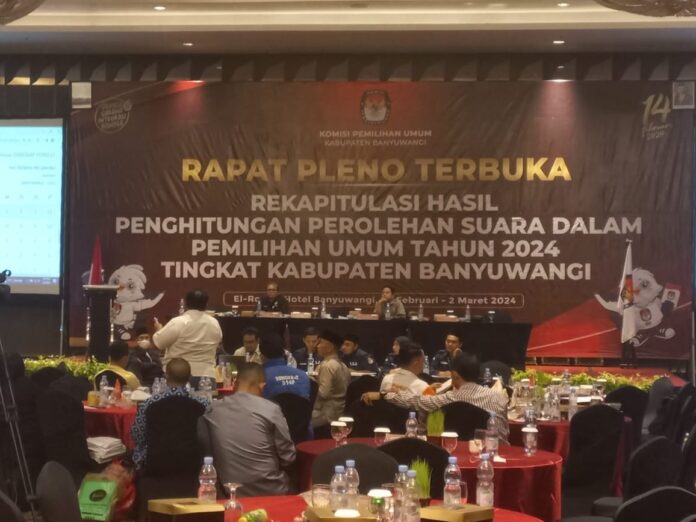 KOMISI PEMILIHAN UMUM
KABUPATEN BANYUWANGI
14
RAPAT PLENO TERBUKA
REKAPITULASI HASIL
PENGHITUNGAN PEROLEHAN SUARA DALAM
PEMILIHAN UMUM TAHUN 2024
TINGKAT KABUPATEN BANYUWANGI
Hotel Banyuwangi, - 2 Maret 2024